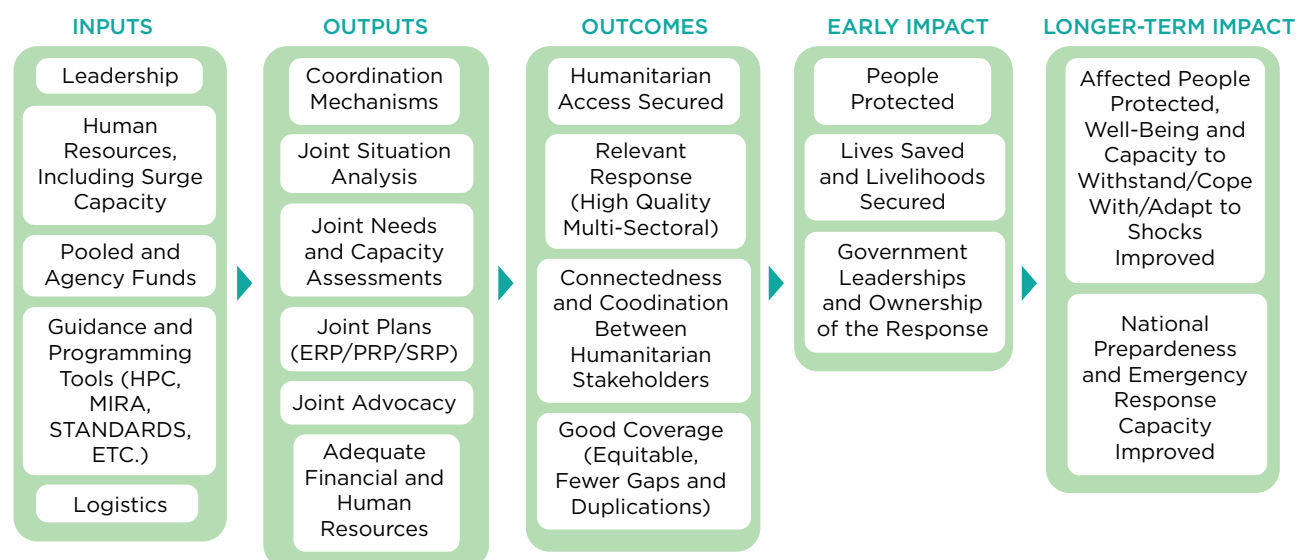 INPUTS
Leadership
Human
Resources,
Including Surge
Capacity
Pooled and
Agency Funds
Guidance and
Programming
Tools (HPC,
MIRA,
STANDARDS,
ETC.)
Logistics
OUTPUTS
Coordination
Mechanisms
Joint Situation
Analysis
Joint Needs
and Capacity
Assessments
Joint Plans
(ERP/PRP/SRP)
Joint Advocacy
Adequate
Financial and
Human
Resources
OUTCOMES
Humanitarian
Access Secured
Relevant
Response
(High Quality
Multi-Sectoral)
Connectedness
and Coodination
Between
Humanitarian
Stakeholders
Good Coverage
(Equitable,
Fewer Gaps and
Duplications)
EARLY IMPACT
People
Protected
Lives Saved
and Livelihoods
Secured
Government
Leaderships
and Ownership
of the Response
LONGER-TERM IMPACT
Affected People
Protected,
Well-Being and
Capacity to
Withstand/Cope
With/Adapt to
Shocks
Improved
National
Prepardeness
and Emergency
Response
Capacity
Improved